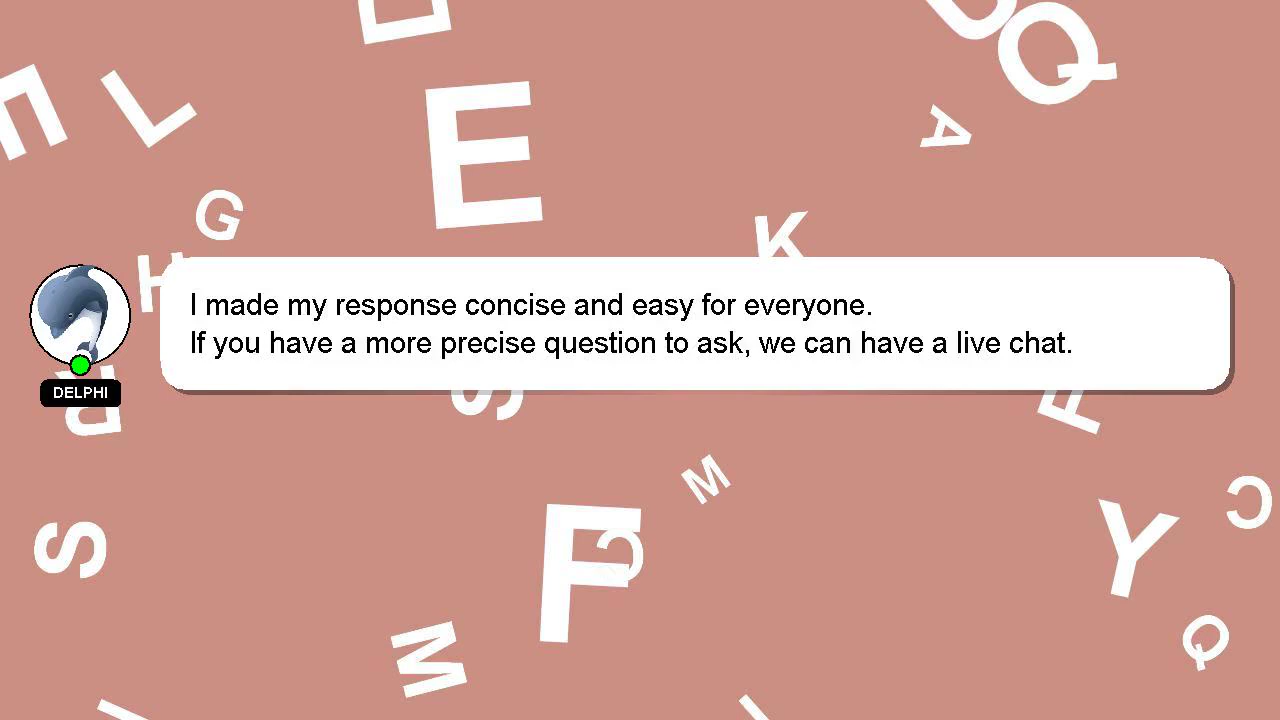 E
L
E
Q
A
G
K
H
I made my response concise and easy for everyone.
If you have a more precise question to ask, we can have a live chat.
DELPHI
R
S
F
M
C
Y
S
F
G
Q
M